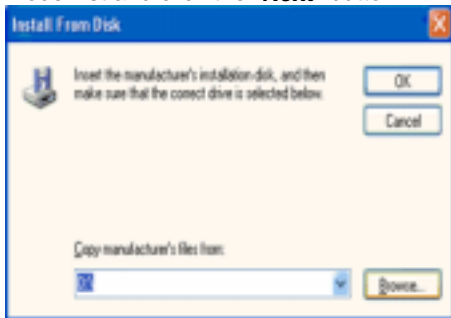 Install From Disk
Insert the manufacturer's installation disk, and then
make sure that the correct drive is selected below.
OK
Cancel
Copy manufacturer's files from:
Browse...